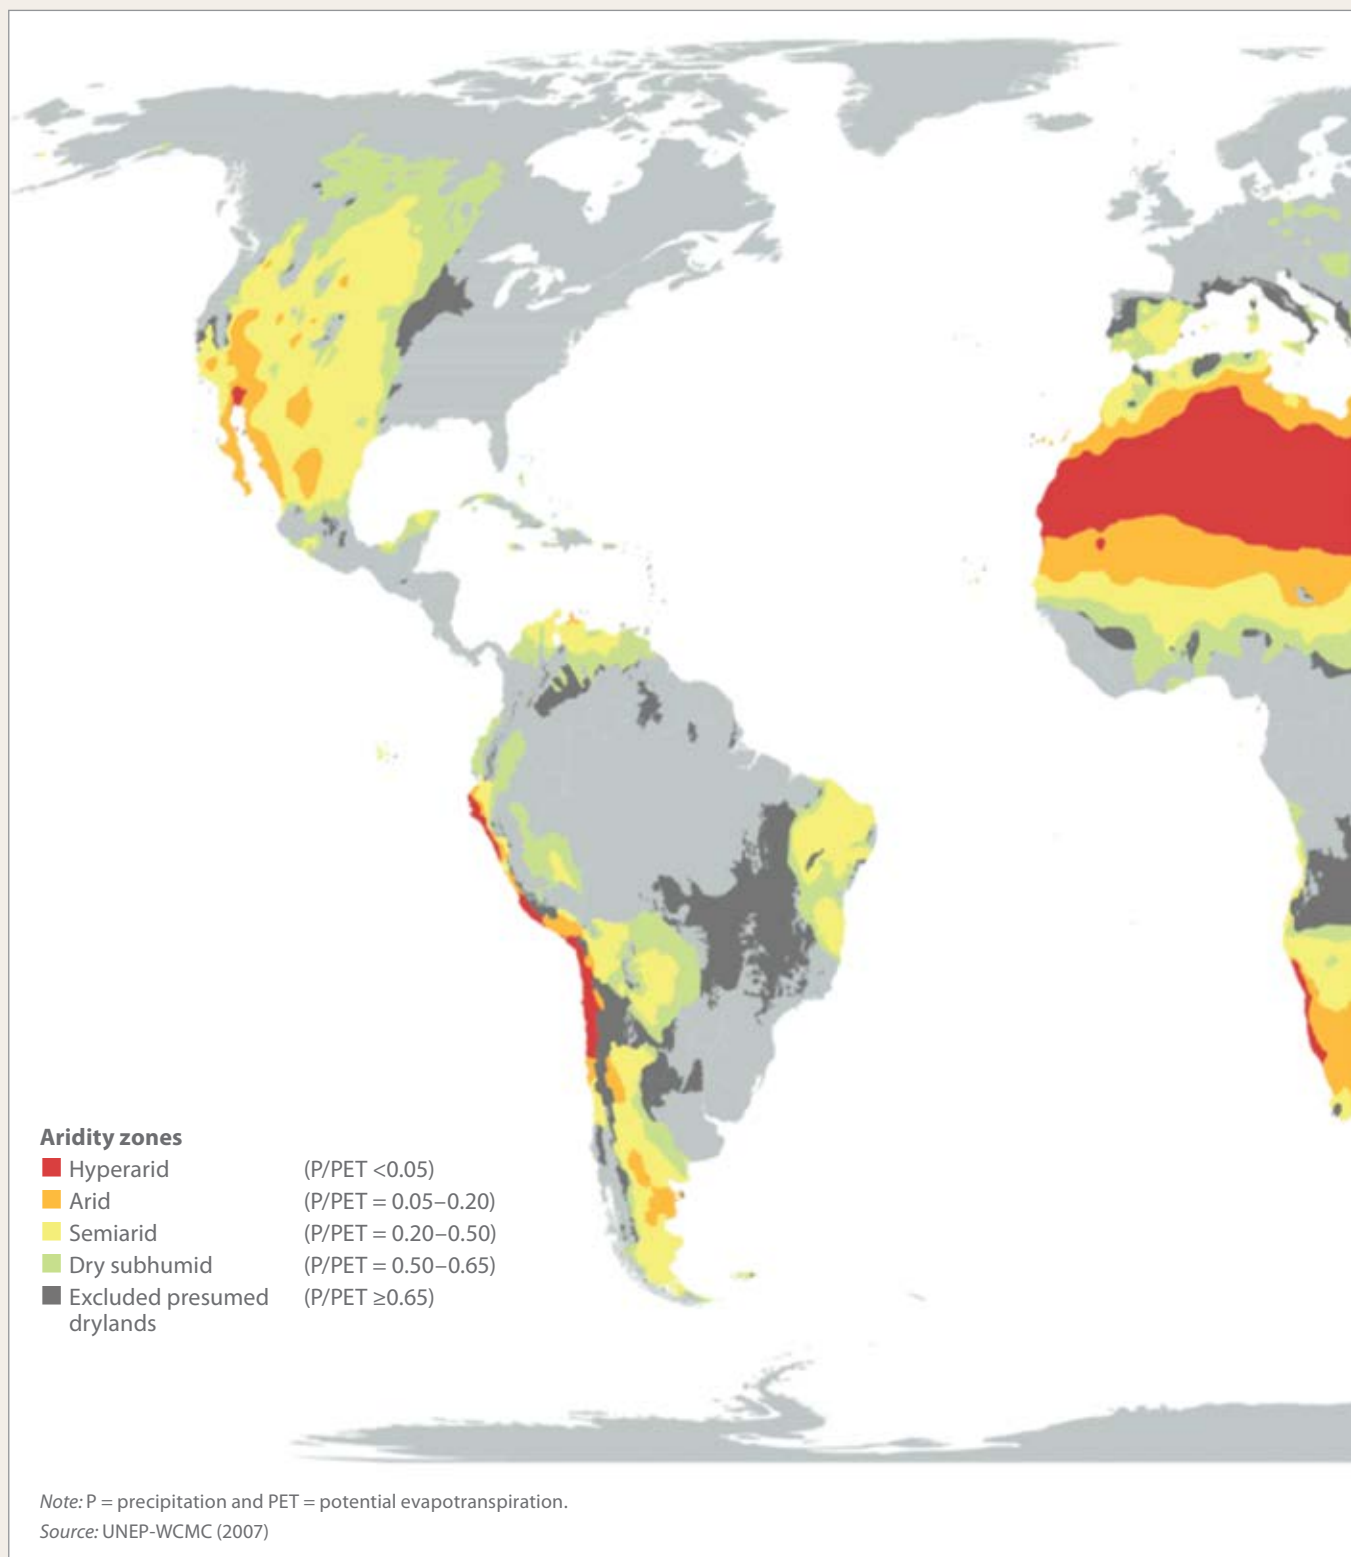 Aridity zones
Hyperarid (P/PET <0.05)
Arid (P/PET = 0.05–0.20)
Semiarid (P/PET = 0.20–0.50)
Dry subhumid (P/PET = 0.50–0.65)
Excluded presumed (P/PET ≥0.65)
drylands
Note: P = precipitation and PET = potential evapotranspiration.
Source: UNEP-WCMC (2007)